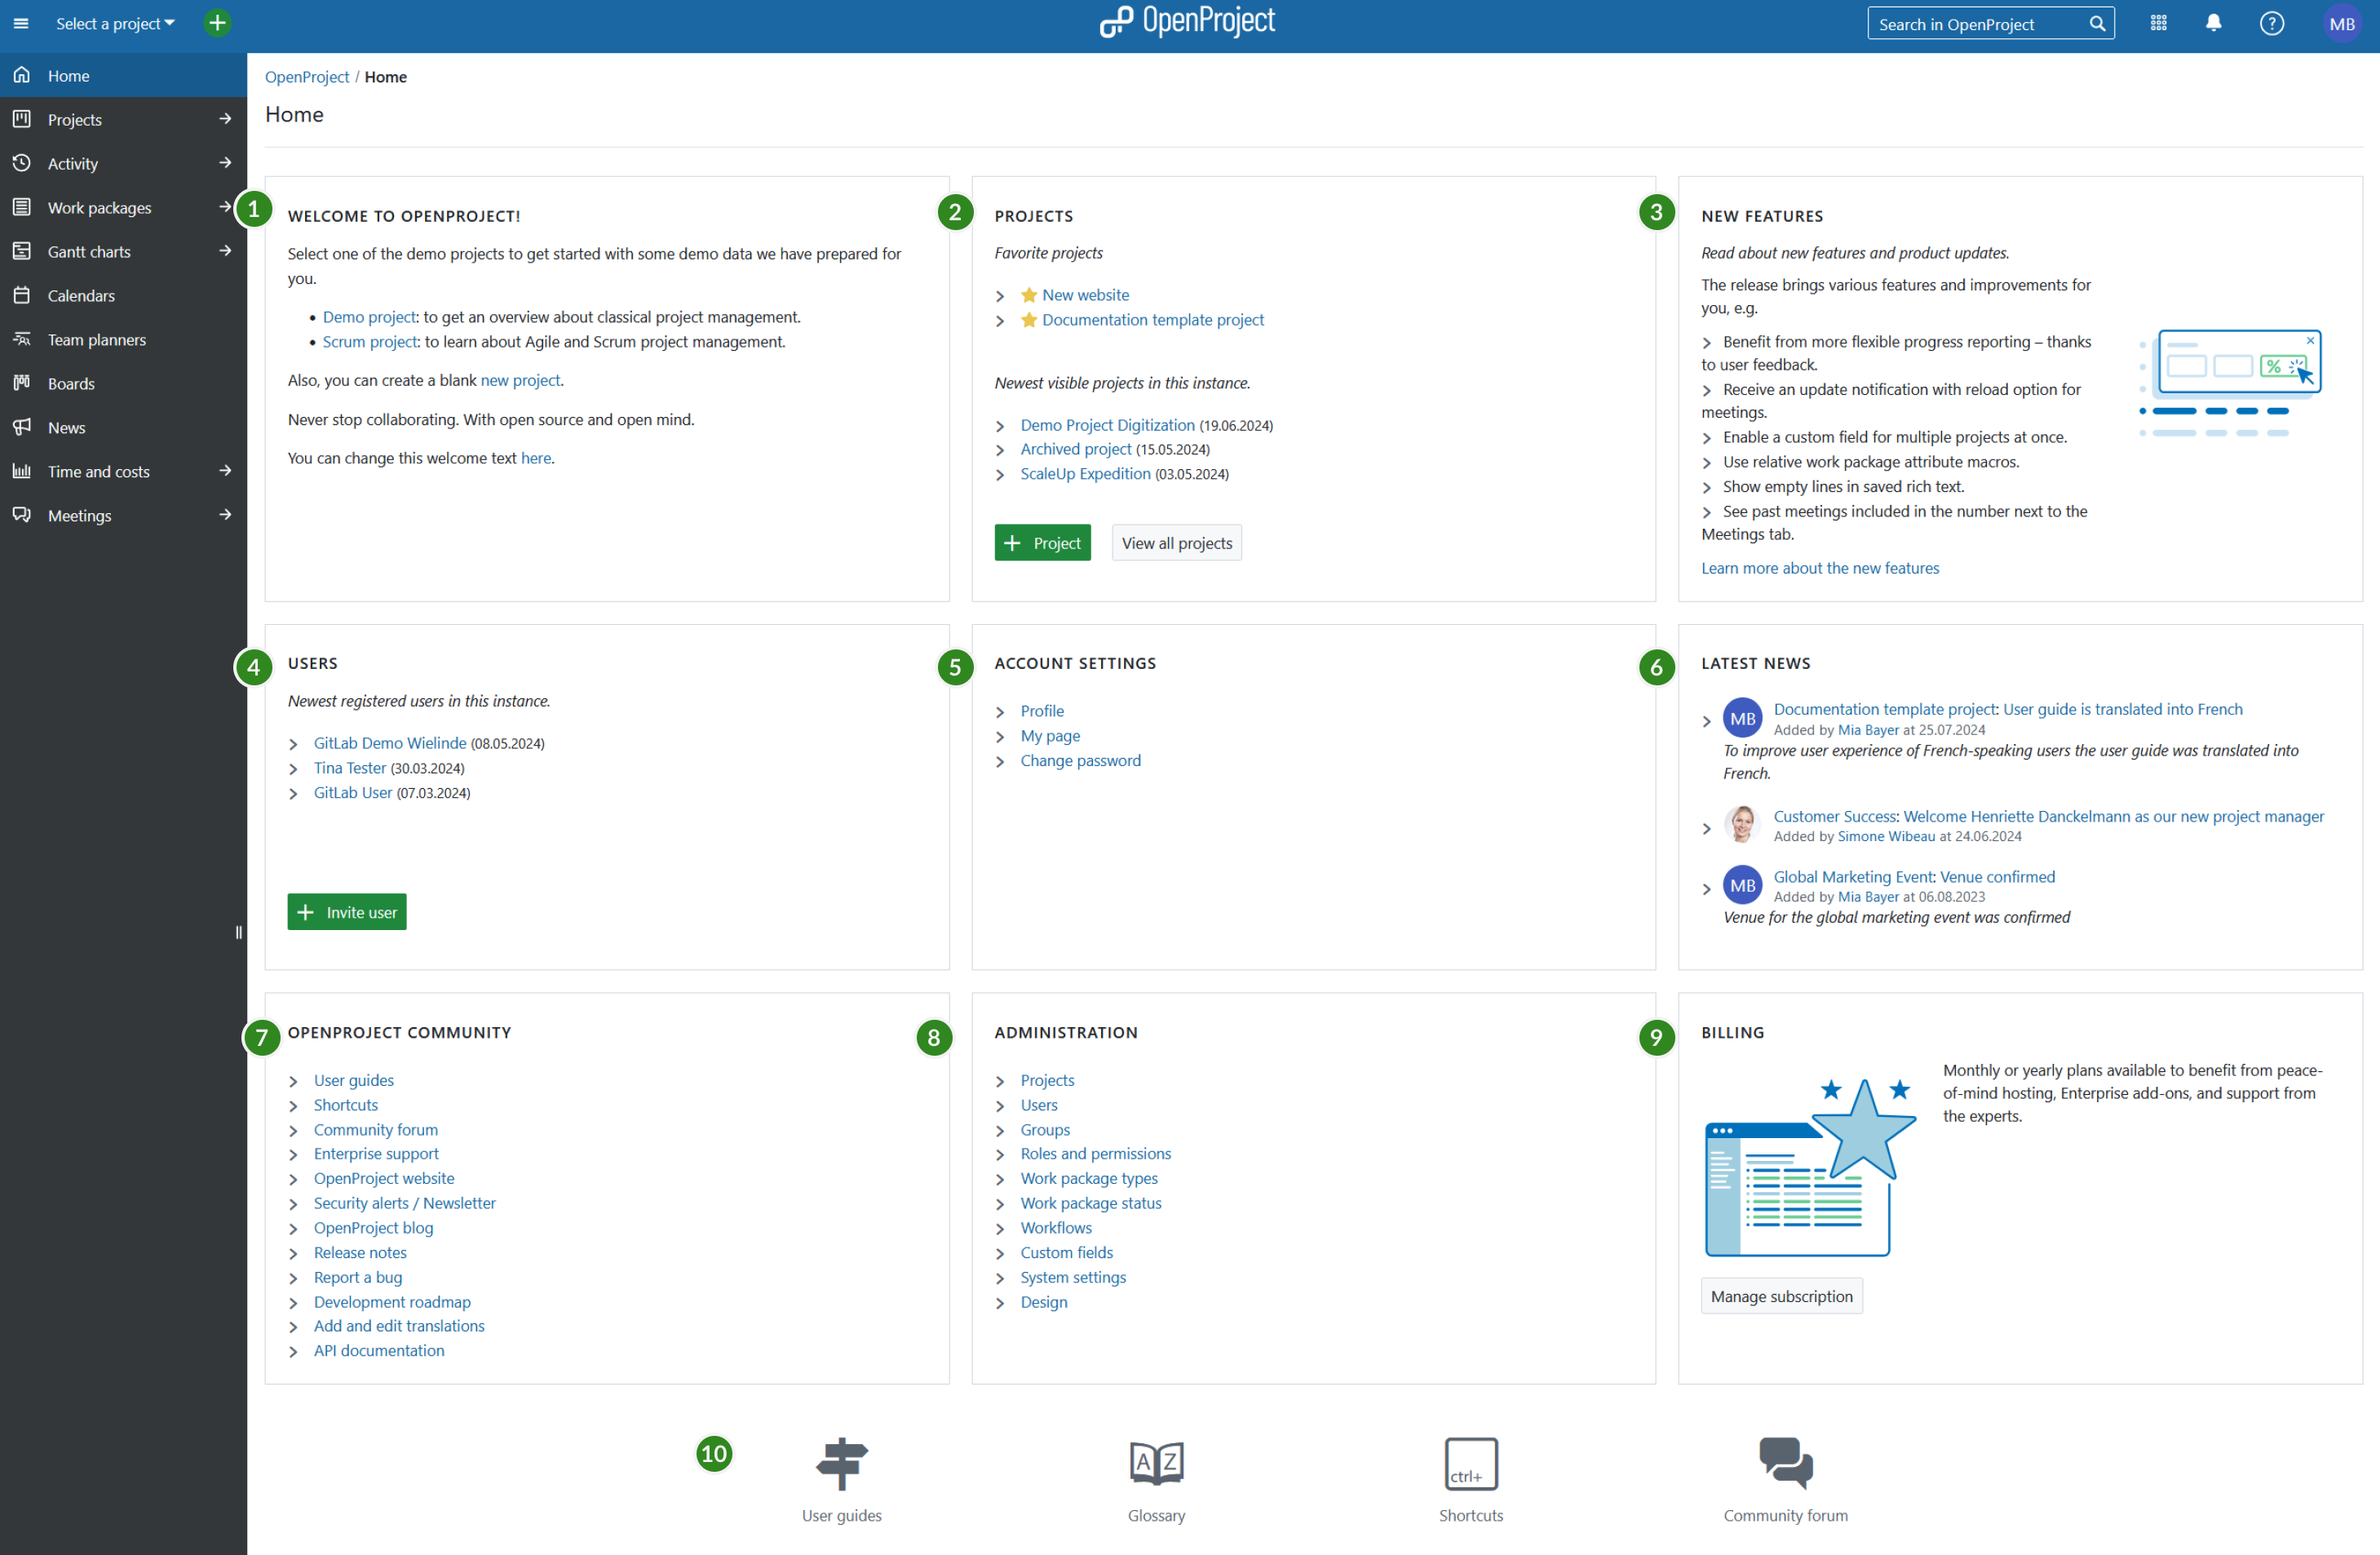 Select a project
OpenProject
Search in OpenProject
MB
Home
Projects
Activity
Work packages
Gantt charts
Calendars
Team planners
Boards
News
Time and costs
Meetings
OpenProject / Home
Home
1
WELCOME TO OPENPROJECT!
Select one of the demo projects to get started with some demo data we have prepared for
you.
• Demo project: to get an overview about classical project management.
• Scrum project: to learn about Agile and Scrum project management.
Also, you can create a blank new project.
Never stop collaborating. With open source and open mind.
You can change this welcome text here.
2
PROJECTS
Favorite projects
New website
Documentation template project
Newest visible projects in this instance.
Demo Project Digitization (19.06.2024)
Archived project (15.05.2024)
ScaleUp Expedition (03.05.2024)
+ Project
View all projects
3
NEW FEATURES
Read about new features and product updates.
The release brings various features and improvements for
you, e.g.
Benefit from more flexible progress reporting – thanks
to user feedback.
Receive an update notification with reload option for
meetings.
Enable a custom field for multiple projects at once.
Use relative work package attribute macros.
Show empty lines in saved rich text.
See past meetings included in the number next to the
Meetings tab.
Learn more about the new features
%
4
USERS
Newest registered users in this instance.
GitLab Demo Wielinde (08.05.2024)
Tina Tester (30.03.2024)
GitLab User (07.03.2024)
+ Invite user
5
ACCOUNT SETTINGS
Profile
My page
Change password
6
LATEST NEWS
MB
Documentation template project: User guide is translated into French
Added by Mia Bayer at 25.07.2024
To improve user experience of French-speaking users the user guide was translated into
French.
Customer Success: Welcome Henriette Danckelmann as our new project manager
Added by Simone Wibeau at 24.06.2024
MB
Global Marketing Event: Venue confirmed
Added by Mia Bayer at 06.08.2023
Venue for the global marketing event was confirmed
7
OPENPROJECT COMMUNITY
User guides
Shortcuts
Community forum
Enterprise support
OpenProject website
Security alerts / Newsletter
OpenProject blog
Release notes
Report a bug
Development roadmap
Add and edit translations
API documentation
8
ADMINISTRATION
Projects
Users
Groups
Roles and permissions
Work package types
Work package status
Workflows
Custom fields
System settings
Design
9
BILLING
Monthly or yearly plans available to benefit from peace-
of-mind hosting, Enterprise add-ons, and support from
the experts.
Manage subscription
10
User guides
A Z
Glossary
ctrl+
Shortcuts
Community forum